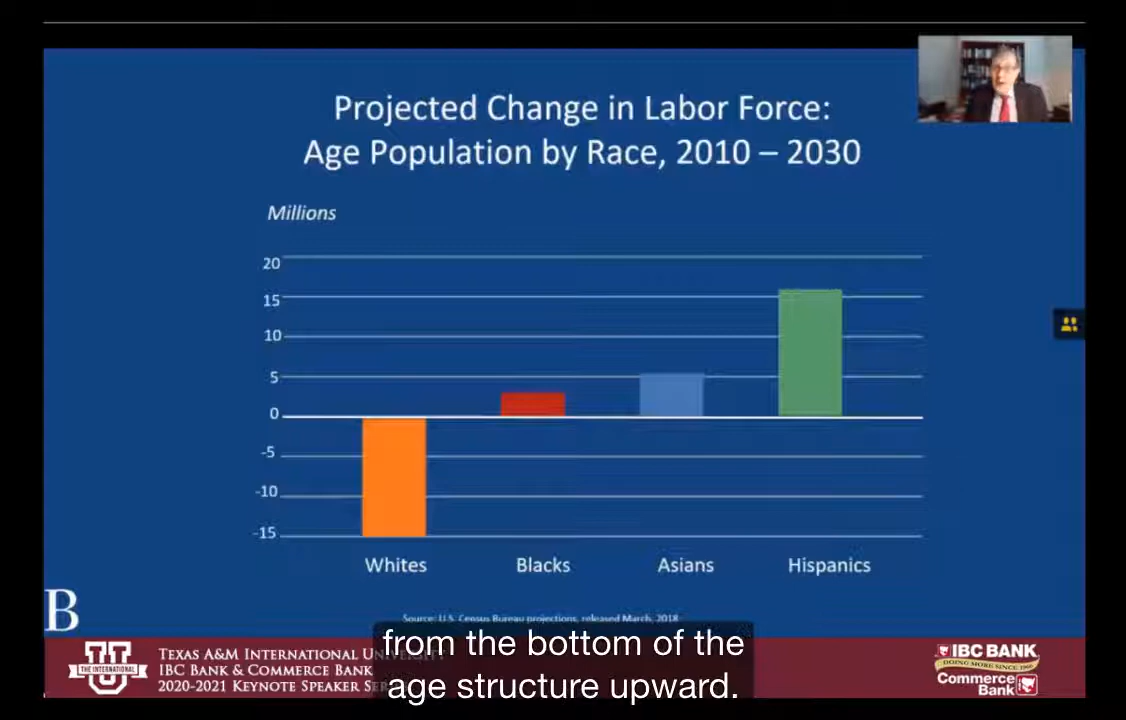 Projected Change in Labor Force:
Age Population by Race, 2010 – 2030
Millions
20
15
10
5
0
-5
-10
-15
Whites Blacks Asians Hispanics
B
Source: U.S. Census Bureau projections, released March, 2018
from the bottom of the
age structure upward.
THE INTERNATIONAL
TEXAS A&M INTERNATIONAL
IBC BANK & COMMERCE BANK
2020-2021 KEYNOTE SPEAKER
IBC BANK
DOING MORE SINCE 1966
Commerce
Bank